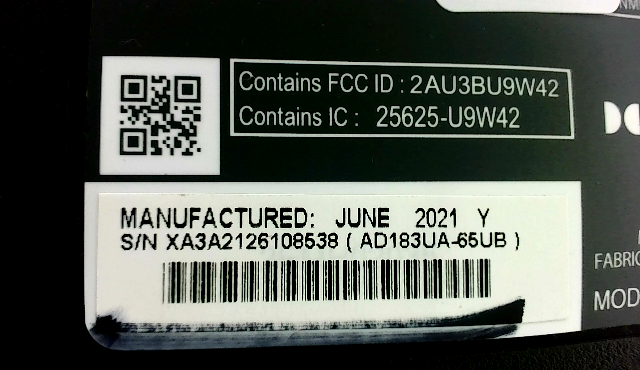 Contains FCC ID : 2AU3BU9W42
Contains IC : 25625-U9W42
MANUFACTURED: JUNE 2021 Y
S/N XA3A2126108538 ( AD183UA-65UB )
FABRIC
MOD